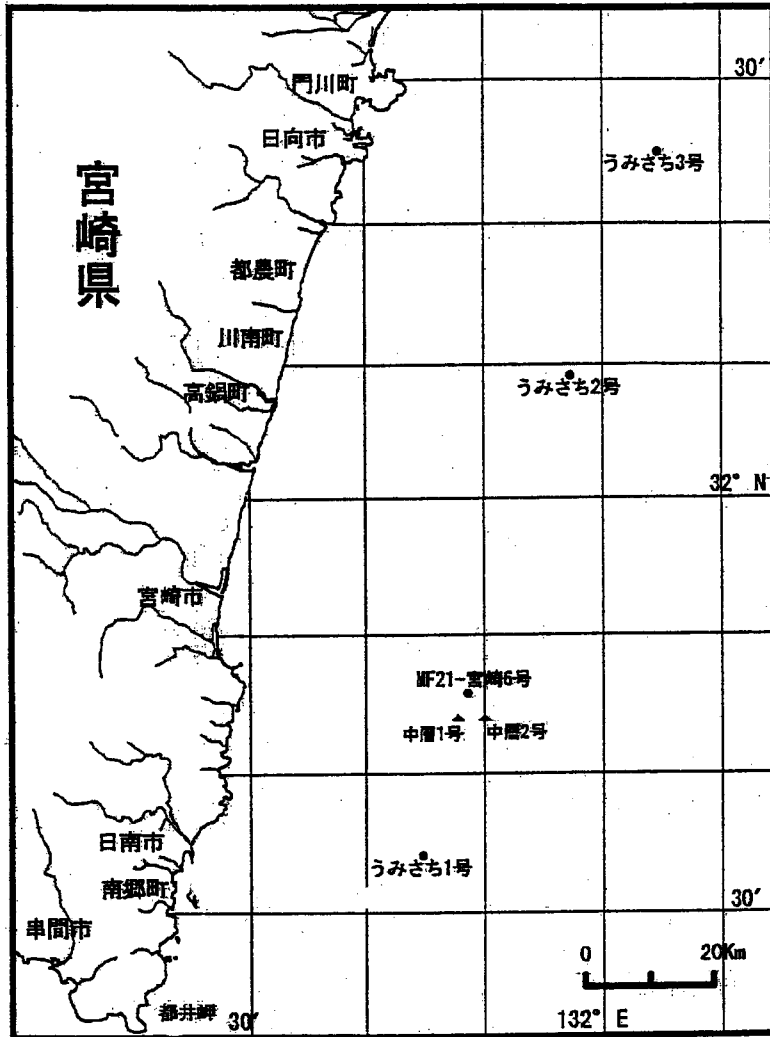 30′
門川町
日向市
うみさち3号
宮崎県
都農町
川南町
うみさち2号
高鍋町
32° N
宮崎市
MF21-宮崎6号
中層1号
中層2号
日南市
うみさち1号
南郷町
30′
串間市
0 20Km
都井岬
30′
132° E